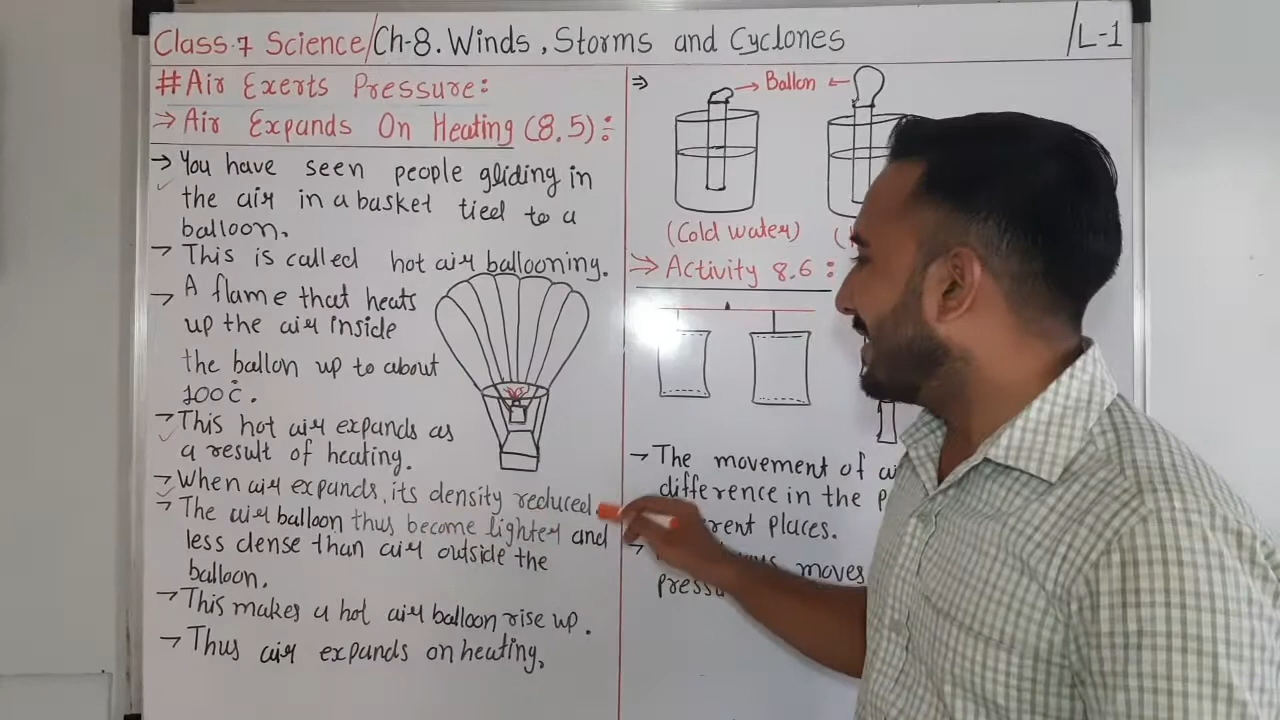 Class.7 Science/Ch-8. Winds, Storms and Cyclones /L-1
#Air Exerts Pressure:
⇒ Air Expands On Heating (8.5):
→ You have seen people gliding in
the air in a basket tied to a
balloon.
→ This is called hot air ballooning.
→ A flame that heats
up the air inside
the ballon up to about
100°C.
→ This hot air expands as
a result of heating.
→ When air expands, its density reduced.
→ The air balloon thus become lighter and
less dense than air outside the
balloon.
→ This makes a hot air balloon rise up.
→ Thus air expands on heating,
⇒ → Ballon ←
(Cold water) (
⇒ Activity 8.6:
→ The movement of
difference in the
places.
moves